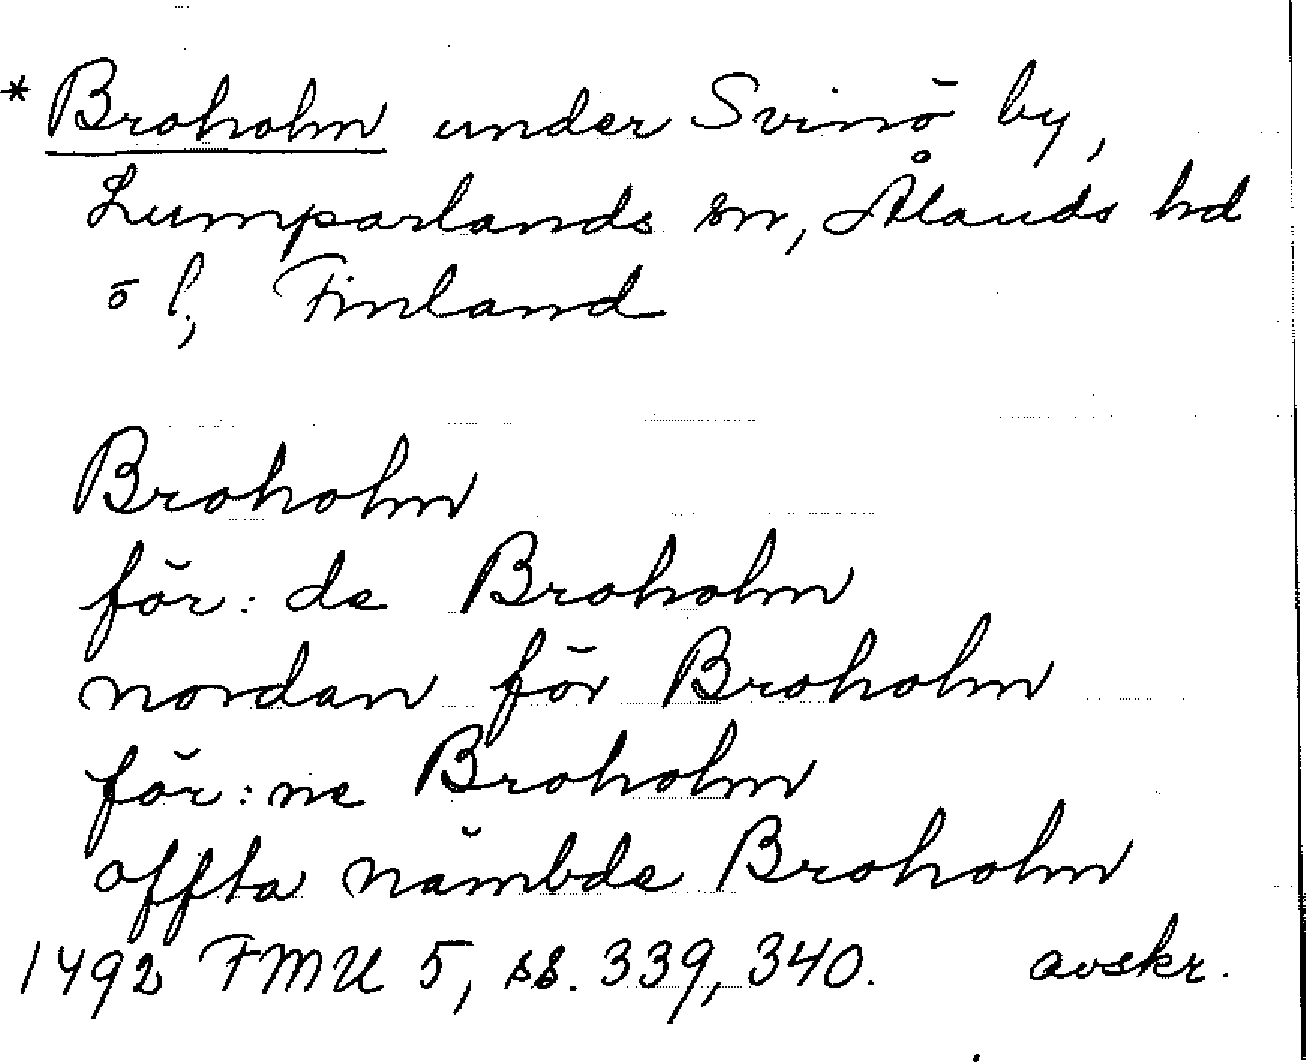 * Broholm under Svinö by,
Lumparlands sn, Ålands hd
ö l, Finland
Broholm
för: de Broholm
nordan för Broholm
för: ne Broholm
offta nämbde Broholm
1492 FMU 5, ss. 339, 340. avskr.